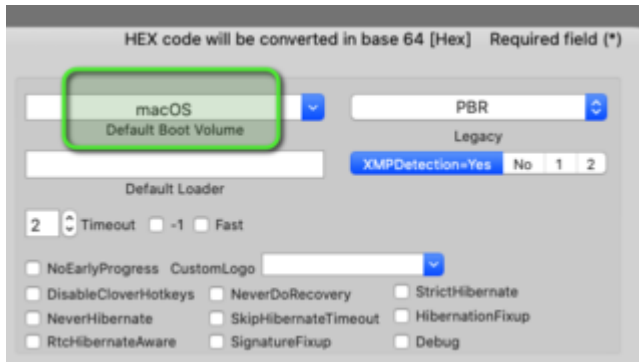 HEX code will be converted in base 64 [Hex] Required field (*)
macOS PBR
Default Boot Volume Legacy
XMPDetection=Yes No 1 2
Default Loader
2 Timeout -1 Fast
NoEarlyProgress CustomLogo
DisableCloverHotkeys NeverDoRecovery StrictHibernate
NeverHibernate SkipHibernateTimeout HibernationFixup
RtcHibernateAware SignatureFixup Debug